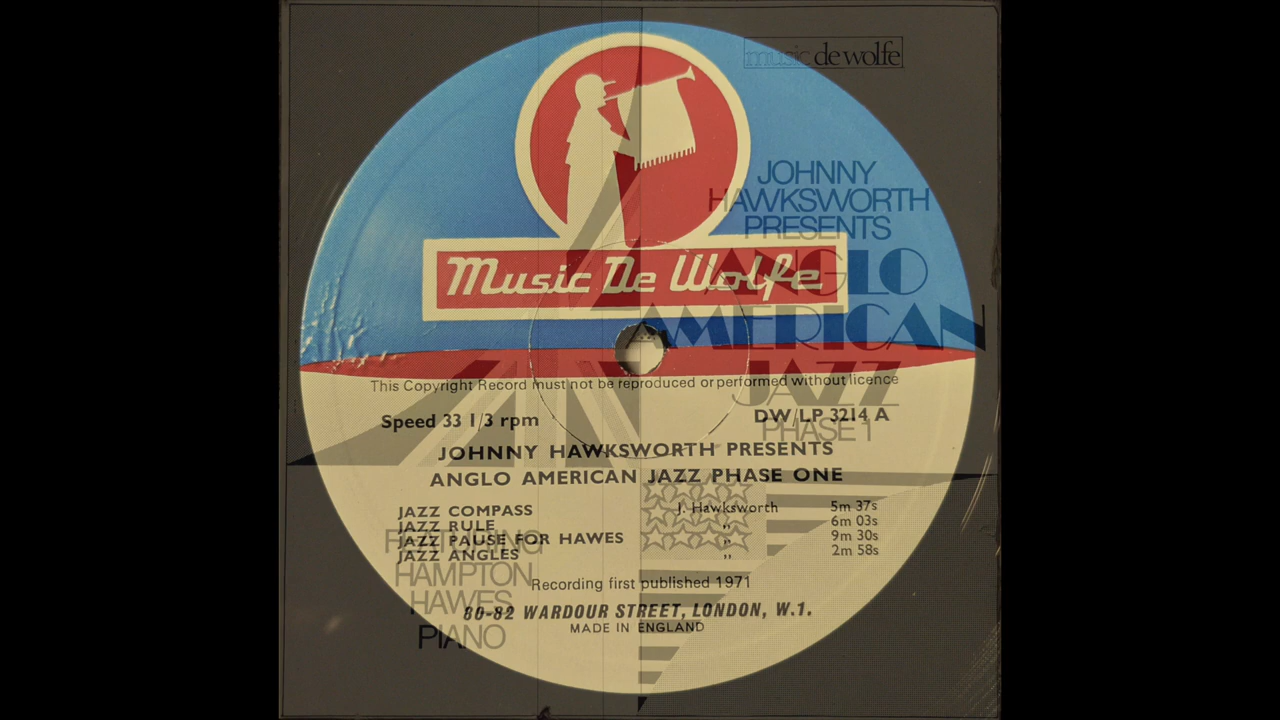 music de wolfe
JOHNNY
HAWKSWORTH
PRESENTS
ANGLO
AMERICAN
JAZZ
PHASE 1
Music De Wolfe
This Copyright Record must not be reproduced or performed without licence
Speed 33 1/3 rpm DW/LP 3214 A
JOHNNY HAWKSWORTH PRESENTS
ANGLO AMERICAN JAZZ PHASE ONE
JAZZ COMPASS J. Hawksworth 5m 37s
JAZZ RULE ,, 6m 03s
JAZZ PAUSE FOR HAWES ,, 9m 30s
JAZZ ANGLES ,, 2m 58s
FEATURING
HAMPTON
HAWES
PIANO
Recording first published 1971
80-82 WARDOUR STREET, LONDON, W.1.
MADE IN ENGLAND